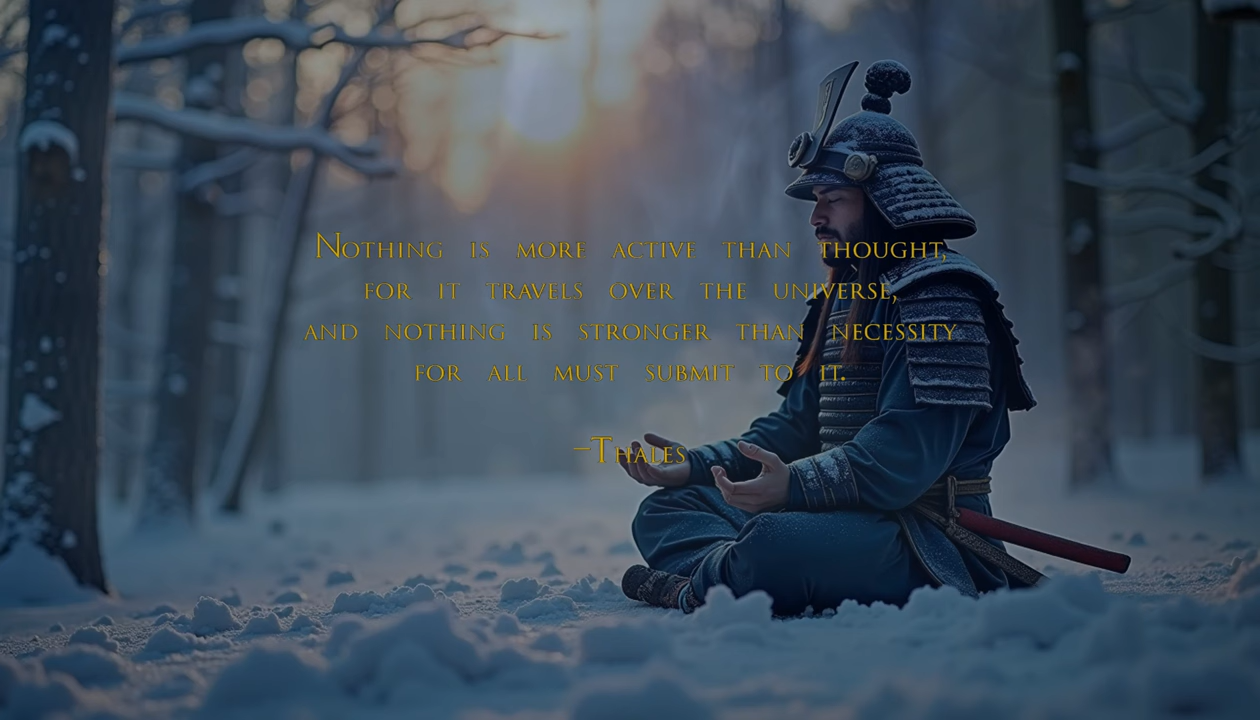 Nothing is more active than thought,
for it travels over the universe,
and nothing is stronger than necessity
for all must submit to it.
–Thales